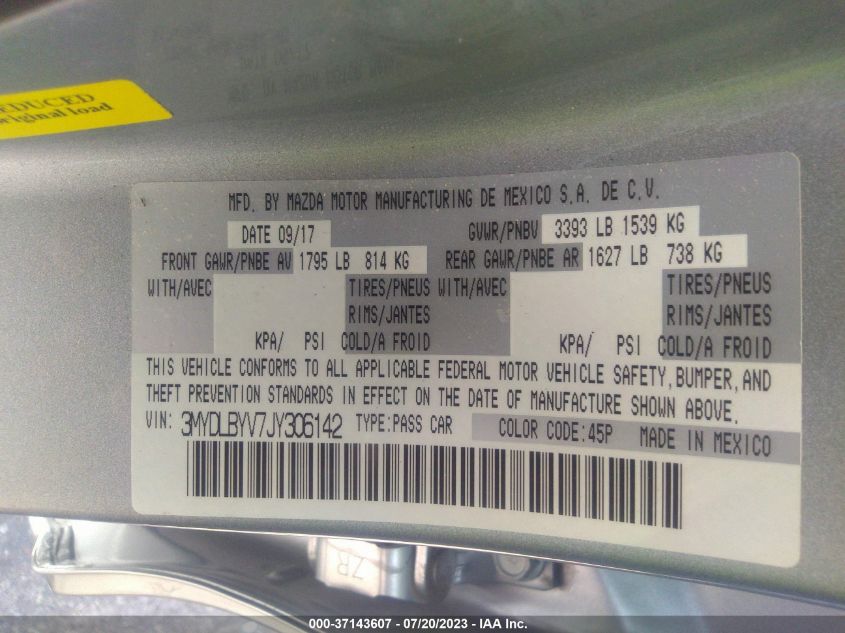 REDUCED
original load
MFD. BY MAZDA MOTOR MANUFACTURING DE MEXICO S.A. DE C.V.
DATE 09/17 GVWR/PNBV 3393 LB 1539 KG
FRONT GAWR/PNBE AV 1795 LB 814 KG REAR GAWR/PNBE AR 1627 LB 738 KG
WITH/AVEC TIRES/PNEUS WITH/AVEC TIRES/PNEUS
RIMS/JANTES RIMS/JANTES
KPA/ PSI COLD/A FROID KPA/ PSI COLD/A FROID
THIS VEHICLE CONFORMS TO ALL APPLICABLE FEDERAL MOTOR VEHICLE SAFETY, BUMPER, AND
THEFT PREVENTION STANDARDS IN EFFECT ON THE DATE OF MANUFACTURE SHOWN ABOVE.
VIN: 3MYDLBYV7JY306142 TYPE:PASS CAR COLOR CODE:45P MADE IN MEXICO
ZR
000-37143607 - 07/20/2023 - IAA Inc.